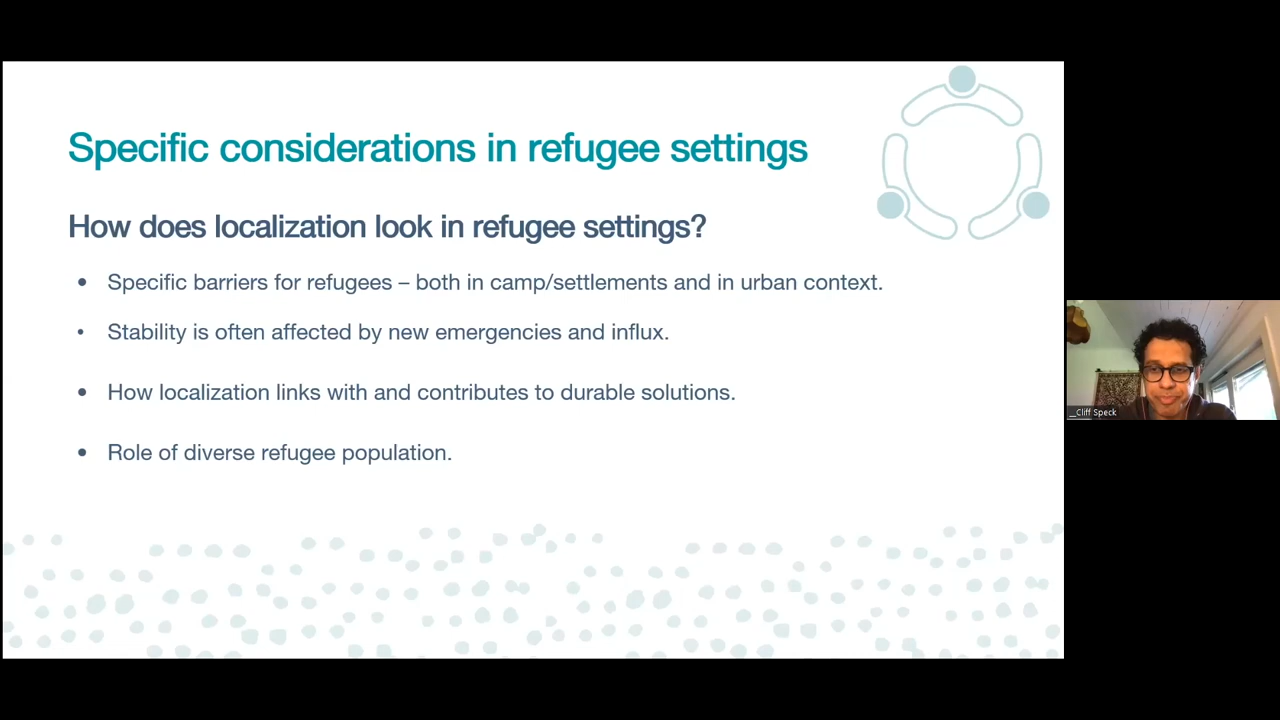 Specific considerations in refugee settings
How does localization look in refugee settings?
• Specific barriers for refugees – both in camp/settlements and in urban context.
• Stability is often affected by new emergencies and influx.
• How localization links with and contributes to durable solutions.
• Role of diverse refugee population.
__Cliff Speck